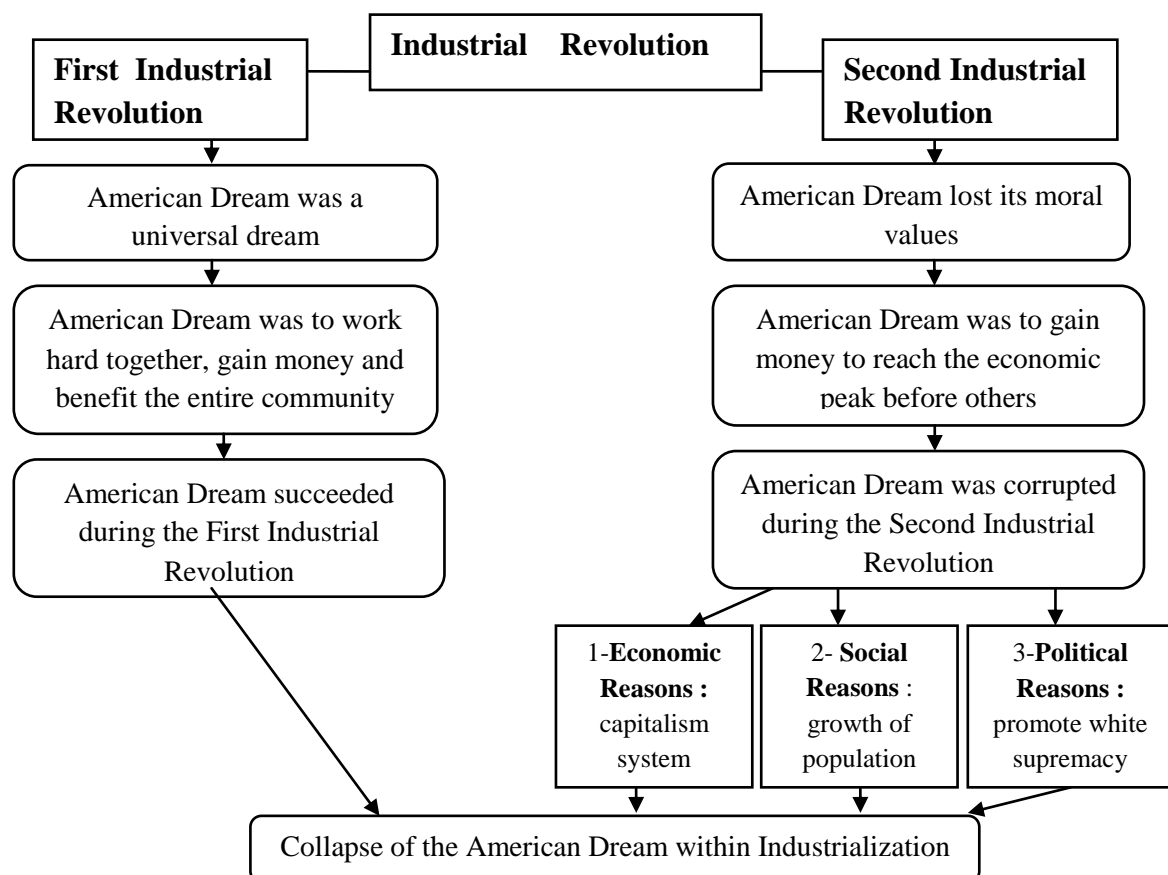 Industrial Revolution
First Industrial
Revolution
Second Industrial
Revolution
American Dream was a
universal dream
American Dream lost its moral
values
American Dream was to work
hard together, gain money and
benefit the entire community
American Dream was to gain
money to reach the economic
peak before others
American Dream succeeded
during the First Industrial
Revolution
American Dream was corrupted
during the Second Industrial
Revolution
1-Economic
Reasons :
capitalism
system
2- Social
Reasons :
growth of
population
3-Political
Reasons :
promote white
supremacy
Collapse of the American Dream within Industrialization